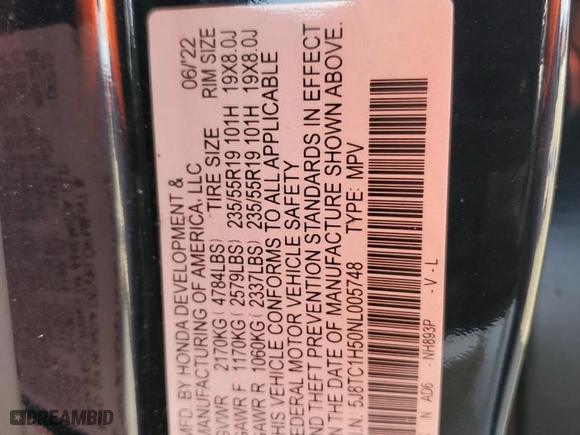 MFD. BY HONDA DEVELOPMENT & 06/'22
MANUFACTURING OF AMERICA, LLC
TIRE SIZE RIM SIZE
GVWR 2170KG ( 4784LBS)
GAWR F 1170KG ( 2579LBS) 235/55R19 101H 19X8.0J
GAWR R 1060KG ( 2337LBS) 235/55R19 101H 19X8.0J
THIS VEHICLE CONFORMS TO ALL APPLICABLE
FEDERAL MOTOR VEHICLE SAFETY
AND THEFT PREVENTION STANDARDS IN EFFECT
ON THE DATE OF MANUFACTURE SHOWN ABOVE.
V.I.N. 5J8TC1H50NL005748 TYPE: MPV
N AD6 - NH893P - V - L
DREAMBID